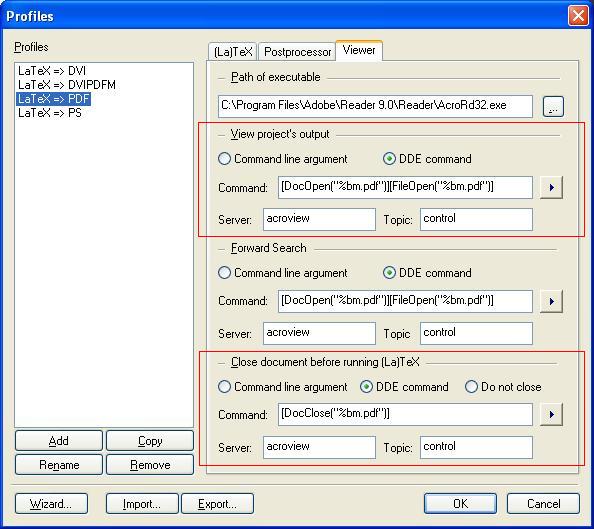 Profiles
Profiles
LaTeX => DVI
LaTeX => DVIPDFM
LaTeX => PDF
LaTeX => PS
Add Copy
Rename Remove
(La)TeX Postprocessor Viewer
Path of executable
C:\Program Files\Adobe\Reader 9.0\Reader\AcroRd32.exe ...
View project's output
Command line argument DDE command
Command: [DocOpen("%bm.pdf")][FileOpen("%bm.pdf")]
Server: acroview Topic: control
Forward Search
Command line argument DDE command
Command: [DocOpen("%bm.pdf")][FileOpen("%bm.pdf")]
Server: acroview Topic control
Close document before running (La)TeX
Command line argument DDE command Do not close
Command: [DocClose("%bm.pdf")]
Server: acroview Topic: control
Wizard... Import... Export... OK Cancel